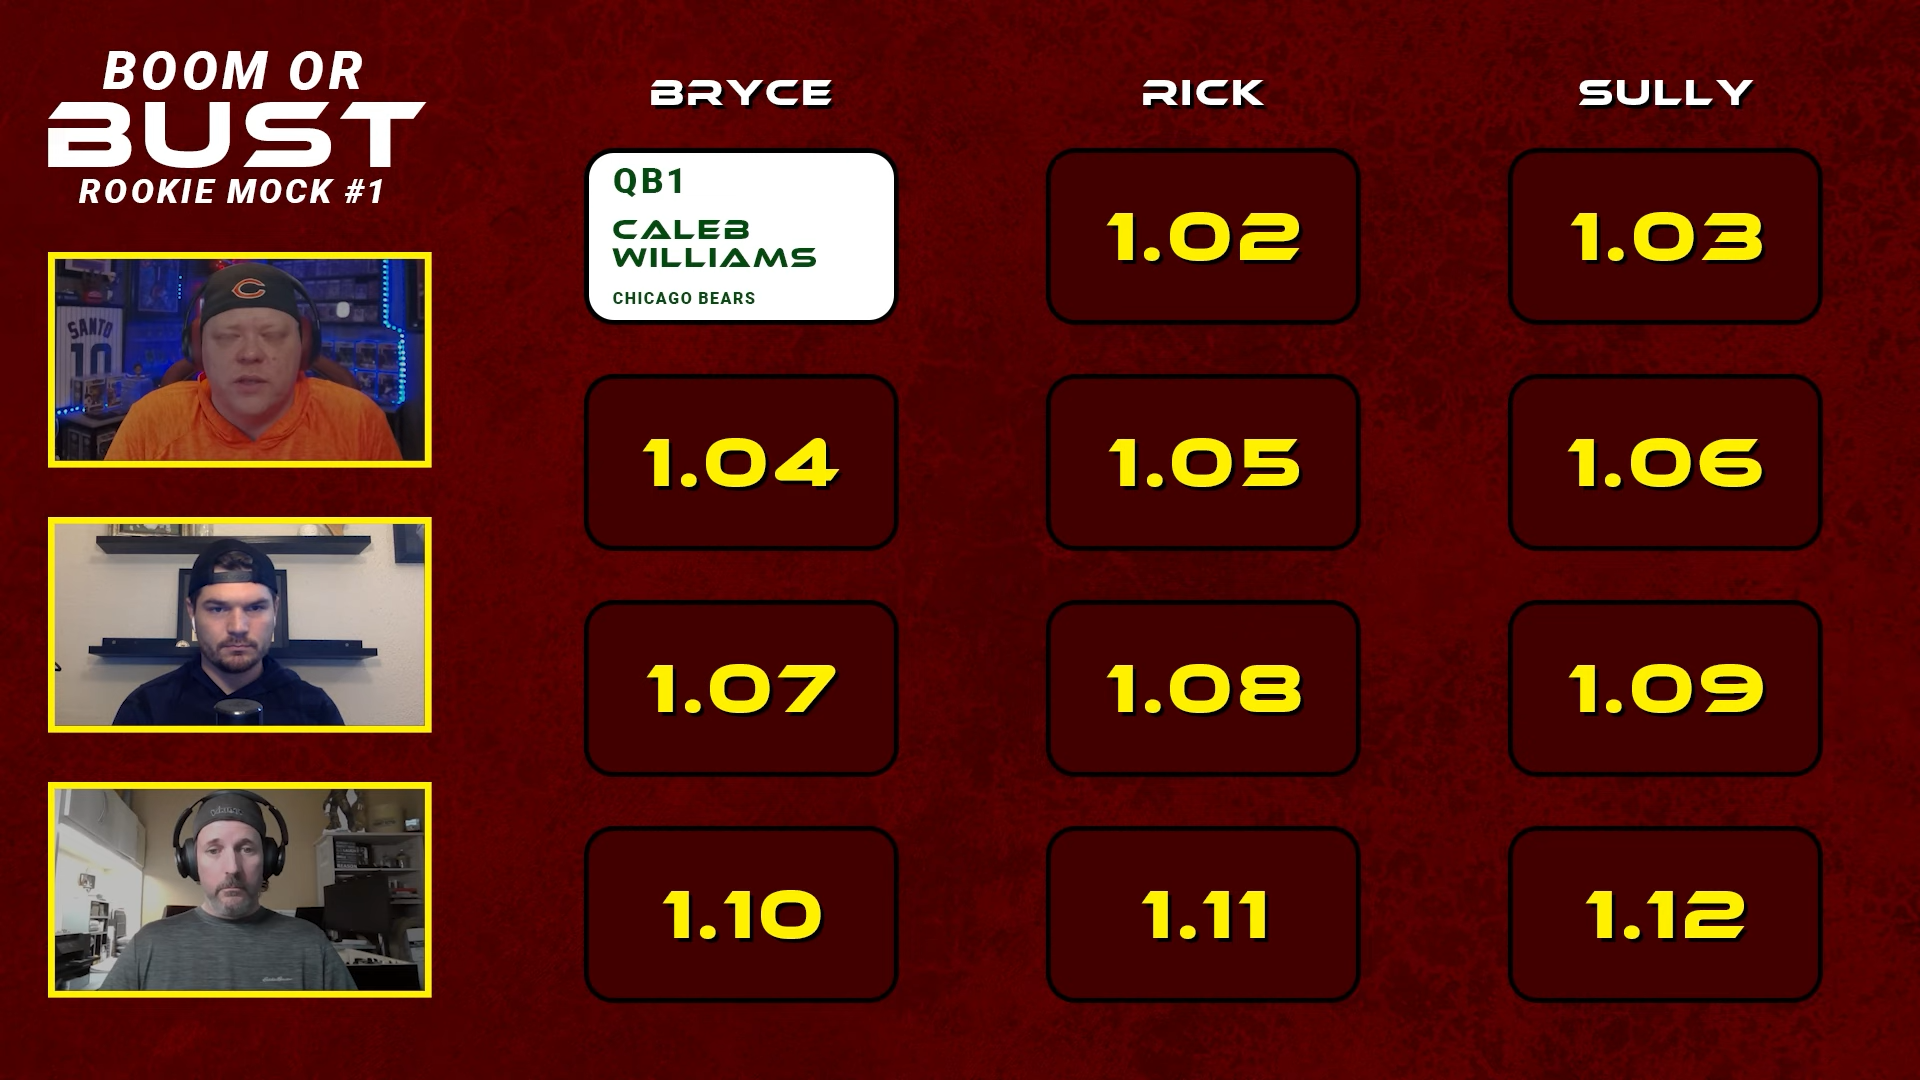 BOOM OR
BUST
ROOKIE MOCK #1
BRYCE
RICK
SULLY
QB1
CALEB
WILLIAMS
CHICAGO BEARS
1.02
1.03
1.04
1.05
1.06
1.07
1.08
1.09
1.10
1.11
1.12
SANTO
10